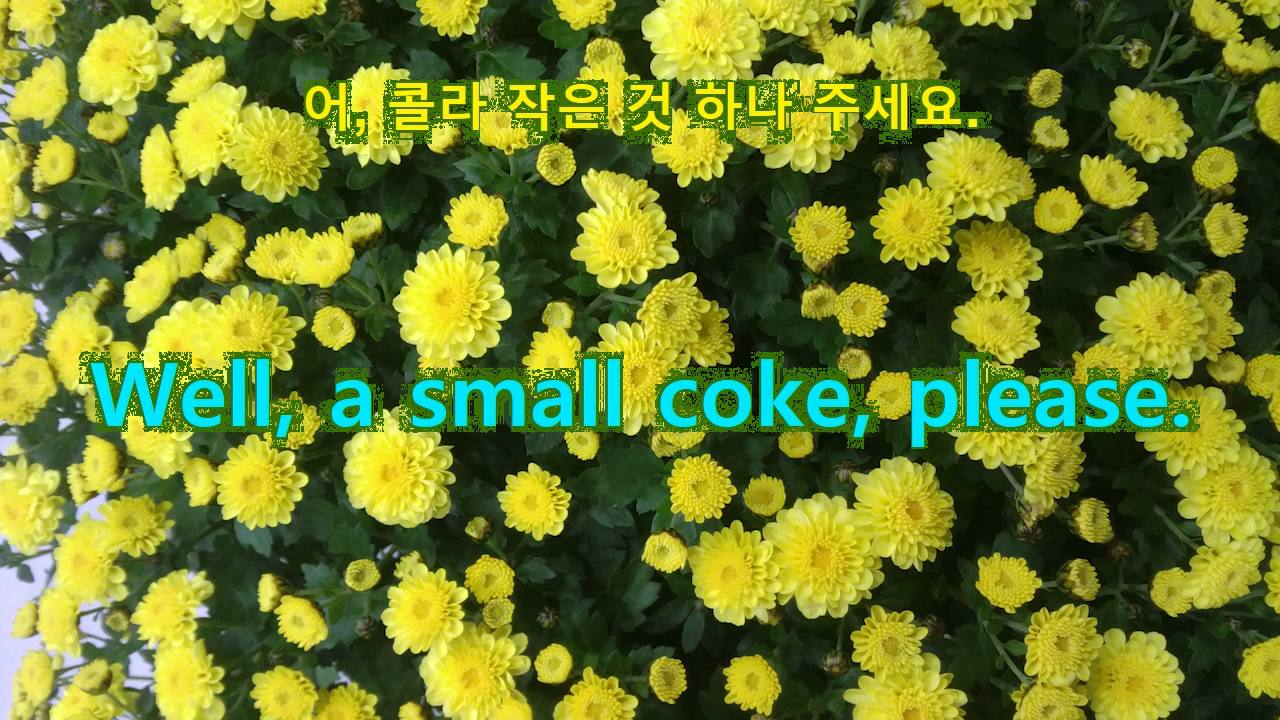 어, 콜라 작은 것 하나 주세요.
Well, a small coke, please.